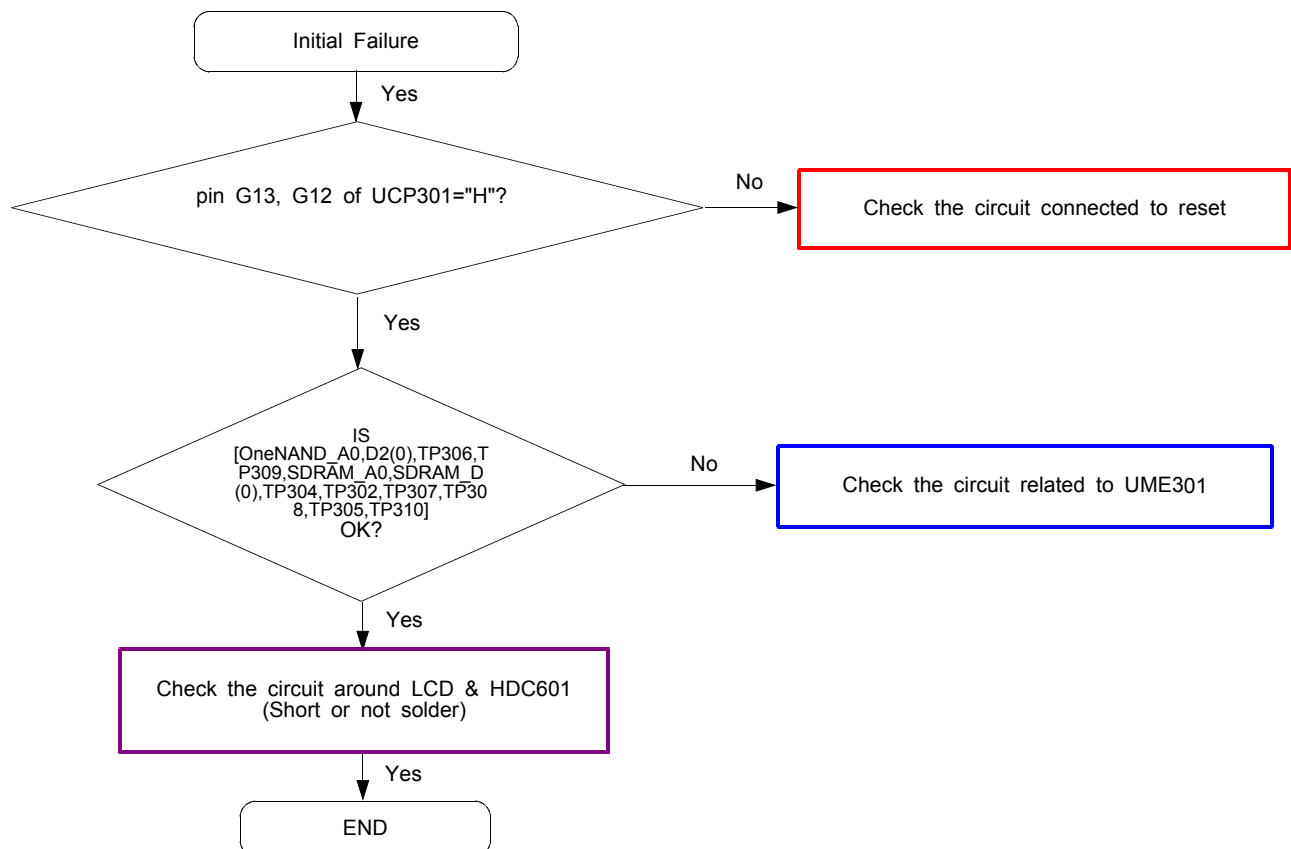 Initial Failure
Yes
pin G13, G12 of UCP301="H"?
No
Check the circuit connected to reset
Yes
IS
[OneNAND_A0,D2(0),TP306,T
P309,SDRAM_A0,SDRAM_D
(0),TP304,TP302,TP307,TP30
8,TP305,TP310]
OK?
No
Check the circuit related to UME301
Yes
Check the circuit around LCD & HDC601
(Short or not solder)
Yes
END